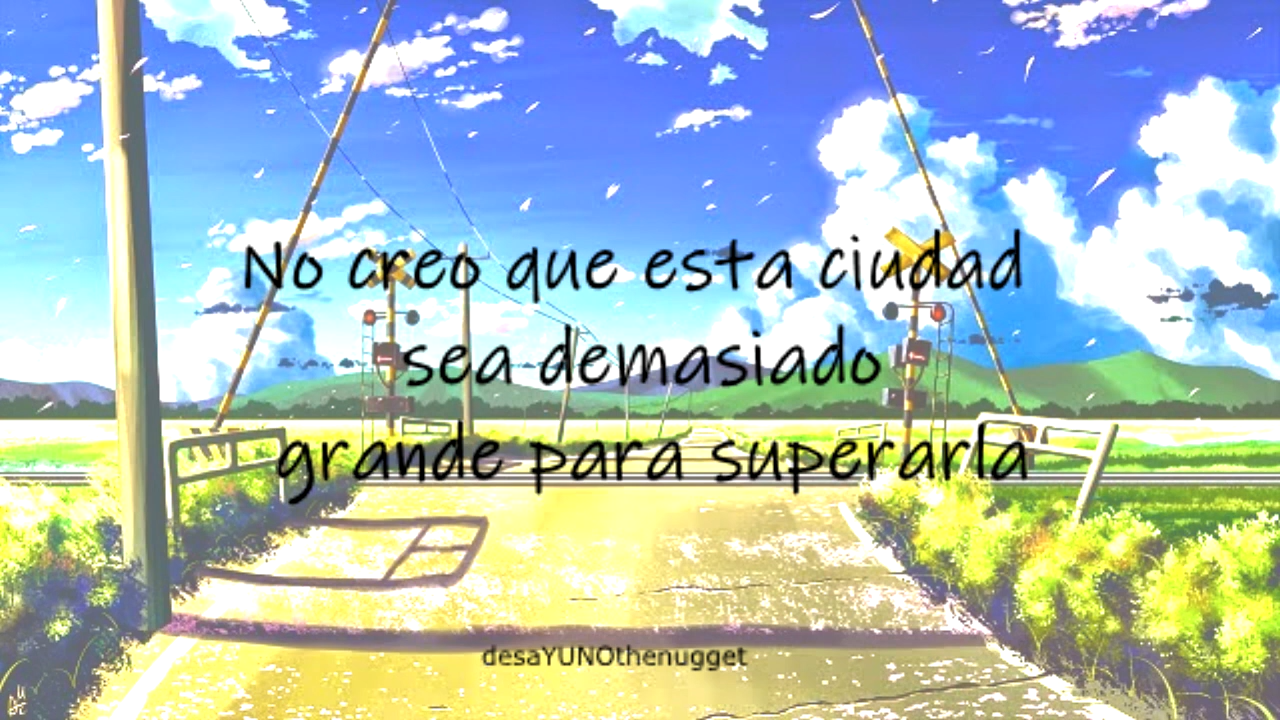 No creo que esta ciudad
sea demasiado
grande para superarla
desaYUNOthenugget